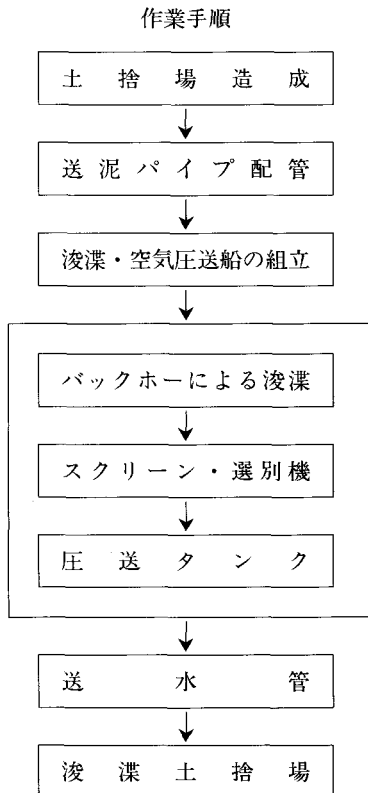 作業手順
土捨場造成
送泥パイプ配管
浚渫・空気圧送船の組立
バックホーによる浚渫
スクリーン・選別機
圧送タンク
送水管
浚渫土捨場